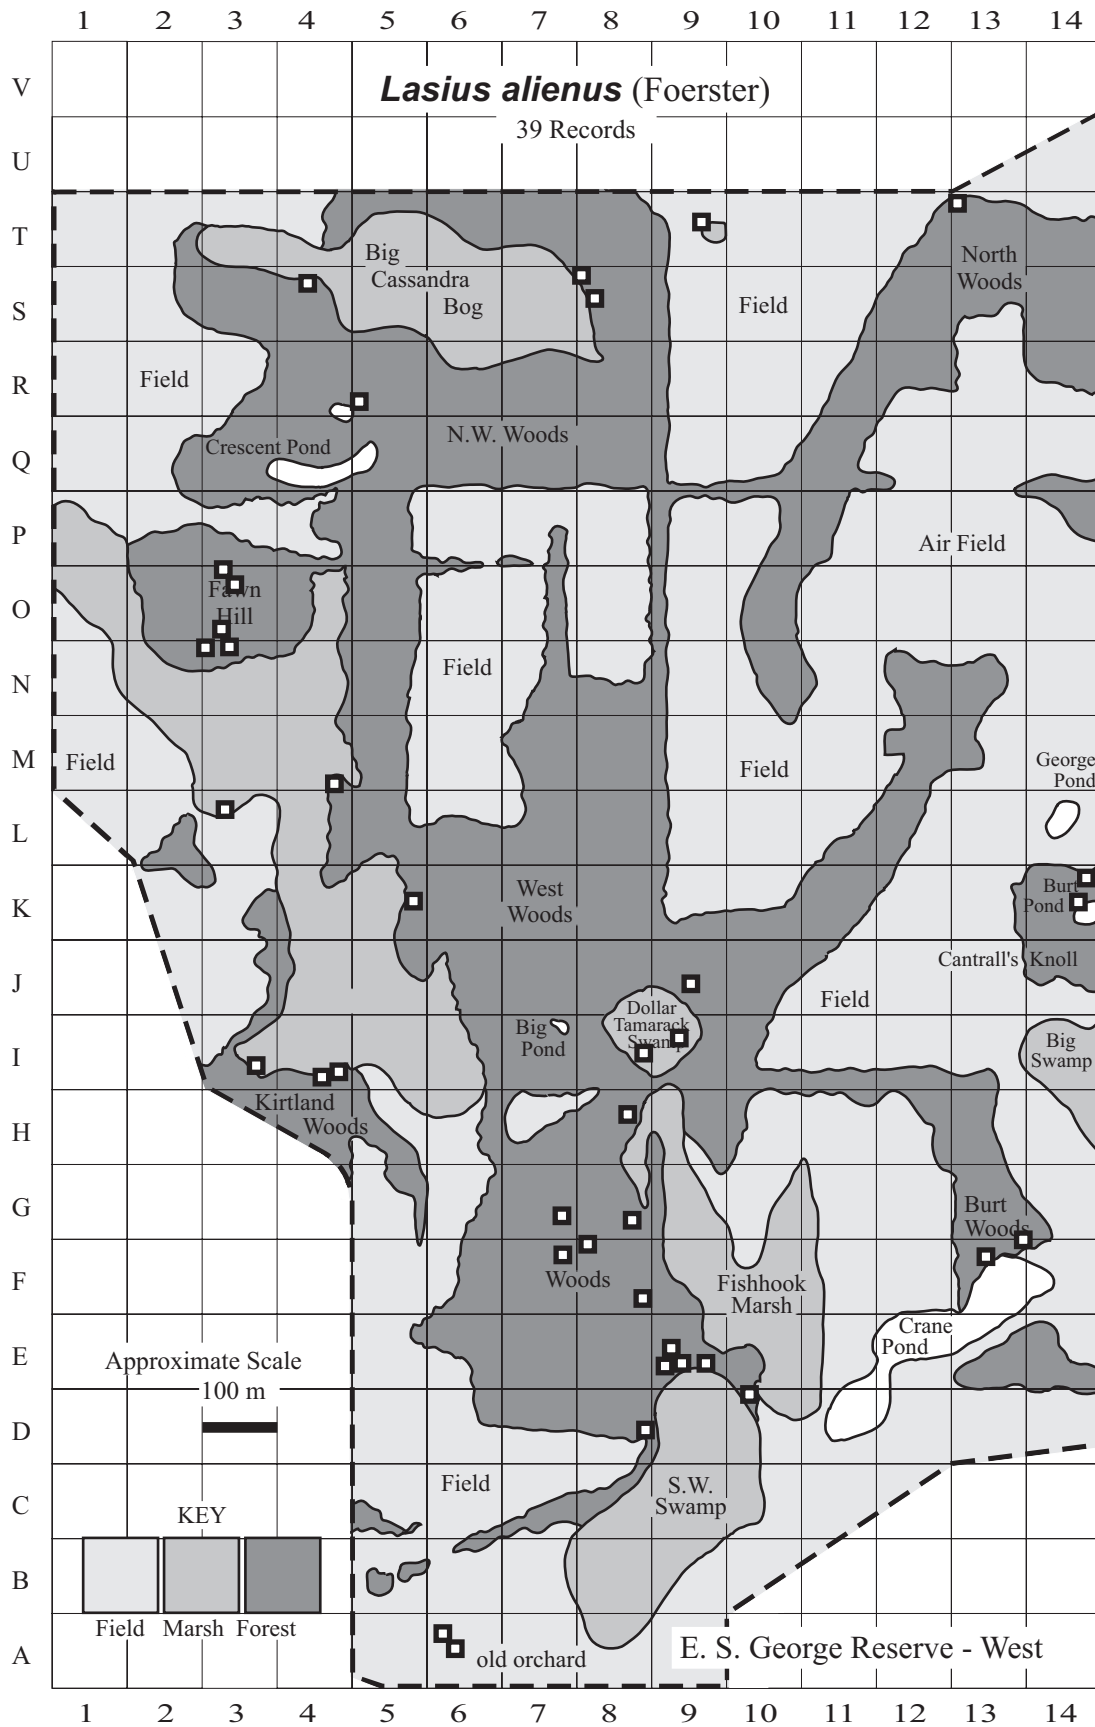 1 2 3 4 5 6 7 8 9 10 11 12 13 14
V
Lasius alienus (Foerster)
39 Records
U
T
Big
Cassandra
Bog
North
Woods
S
Field
R
Field
N.W. Woods
Crescent Pond
Q
P
Air Field
O
Fawn
Hill
N
Field
M
Field
Field
George
Pond
L
K
West
Woods
Burt
Pond
Cantrall's Knoll
J
Field
Dollar
Tamarack
Swamp
Big
Pond
Big
Swamp
I
Kirtland
Woods
H
G
Burt
Woods
F
Woods
Fishhook
Marsh
Crane
Pond
E
Approximate Scale
100 m
D
Field
S.W.
Swamp
C
KEY
B
Field Marsh Forest
A
old orchard
E. S. George Reserve - West
1 2 3 4 5 6 7 8 9 10 11 12 13 14